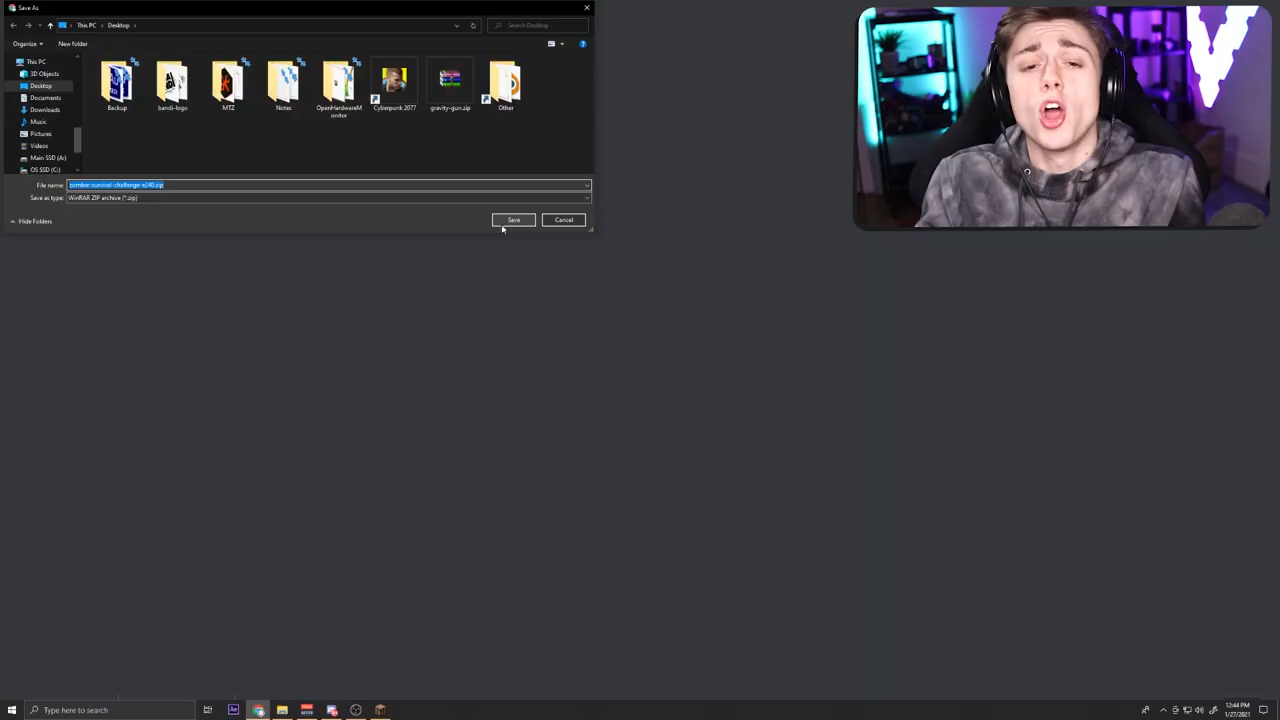 Save As
This PC > Desktop >
Search Desktop
Organize
New folder
This PC
3D Objects
Desktop
Documents
Downloads
Music
Pictures
Videos
Main SSD (A:)
OS SSD (C:)
Backup
bandi-logo
MTZ
Notes
OpenHardwareM
onitor
Cyberpunk 2077
gravity-gun.zip
Other
File name:
Save as type: WinRAR ZIP archive (*.zip)
Hide Folders
Save
Cancel
Type here to search
Ae
12:44 PM
1/27/2021